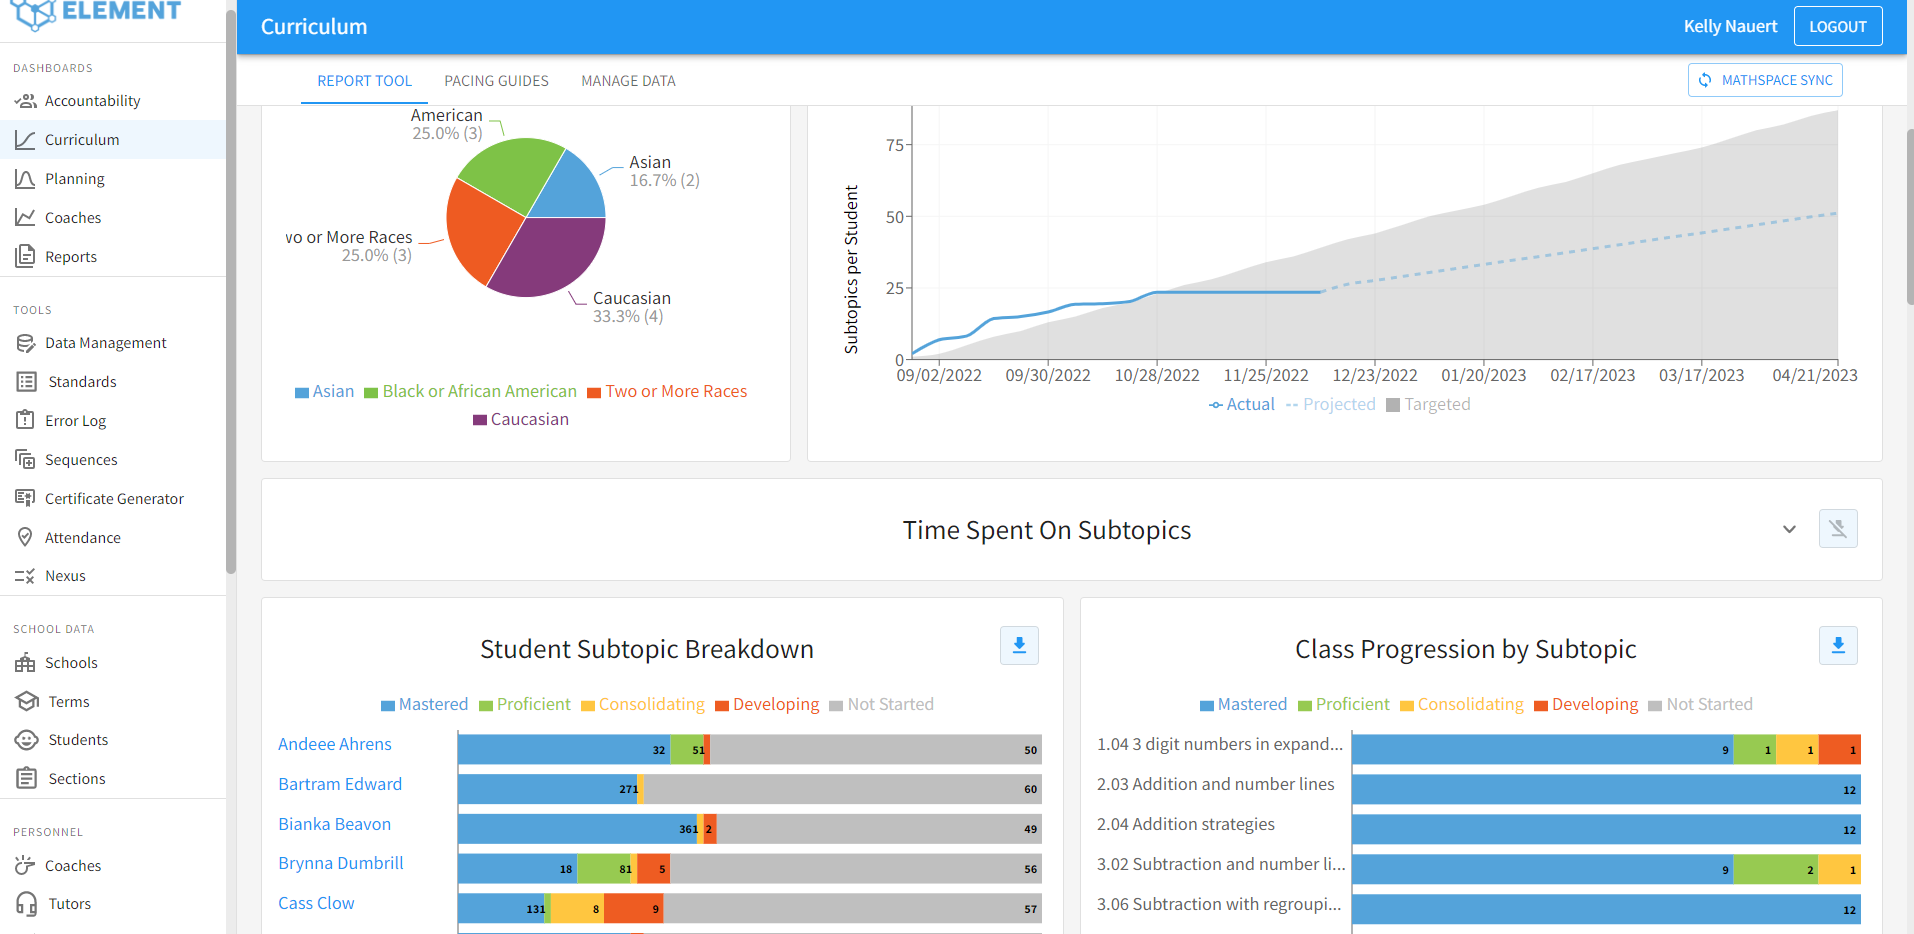 ELEMENT
Curriculum
Kelly Nauert
LOGOUT
REPORT TOOL
PACING GUIDES
MANAGE DATA
MATHSPACE SYNC
DASHBOARDS
Accountability
Curriculum
Planning
Coaches
Reports
TOOLS
Data Management
Standards
Error Log
Sequences
Certificate Generator
Attendance
Nexus
SCHOOL DATA
Schools
Terms
Students
Sections
PERSONNEL
Coaches
Tutors
American
25.0% (3)
Asian
16.7% (2)
vo or More Races
25.0% (3)
Caucasian
33.3% (4)
Asian Black or African American Two or More Races
Caucasian
Subtopics per Student
75
50
25
0
09/02/2022 09/30/2022 10/28/2022 11/25/2022 12/23/2022 01/20/2023 02/17/2023 03/17/2023 04/21/2023
Actual Projected Targeted
Time Spent On Subtopics
Student Subtopic Breakdown
Mastered Proficient Consolidating Developing Not Started
Andeee Ahrens 32 51 50
Bartram Edward 271 60
Bianka Beavon 361 2 49
Brynna Dumbrill 18 81 5 56
Cass Clow 131 8 9 57
Class Progression by Subtopic
Mastered Proficient Consolidating Developing Not Started
1.04 3 digit numbers in expand... 9 1 1 1
2.03 Addition and number lines 12
2.04 Addition strategies 12
3.02 Subtraction and number li... 9 2 1
3.06 Subtraction with regroupi... 12